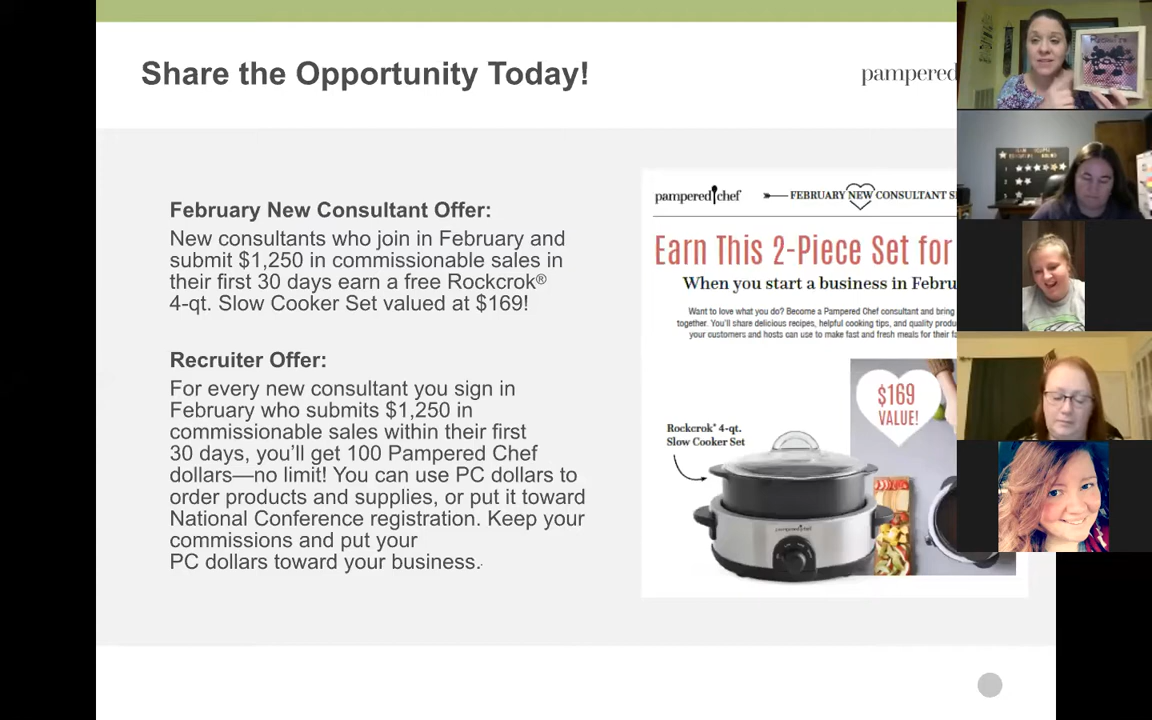 Share the Opportunity Today!
pampered
February New Consultant Offer:
New consultants who join in February and
submit $1,250 in commissionable sales in
their first 30 days earn a free Rockcrok®
4-qt. Slow Cooker Set valued at $169!
Recruiter Offer:
For every new consultant you sign in
February who submits $1,250 in
commissionable sales within their first
30 days, you’ll get 100 Pampered Chef
dollars—no limit! You can use PC dollars to
order products and supplies, or put it toward
National Conference registration. Keep your
commissions and put your
PC dollars toward your business.
pampered chef
FEBRUARY NEW CONSULTANT
Earn This 2-Piece Set for
When you start a business in Febru
Want to love what you do? Become a Pampered Chef consultant and bring
together. You'll share delicious recipes, helpful cooking tips, and quality produ
your customers and hosts can use to make fast and fresh meals for their
$169
VALUE!
Rockcrok® 4-qt.
Slow Cooker Set
pampered chef